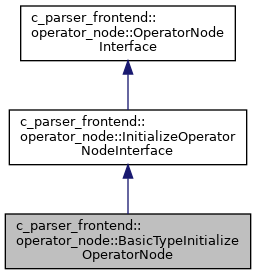 c_parser_frontend::
operator_node::OperatorNode
Interface
c_parser_frontend::
operator_node::InitializeOperator
NodeInterface
c_parser_frontend::
operator_node::BasicTypeInitialize
OperatorNode